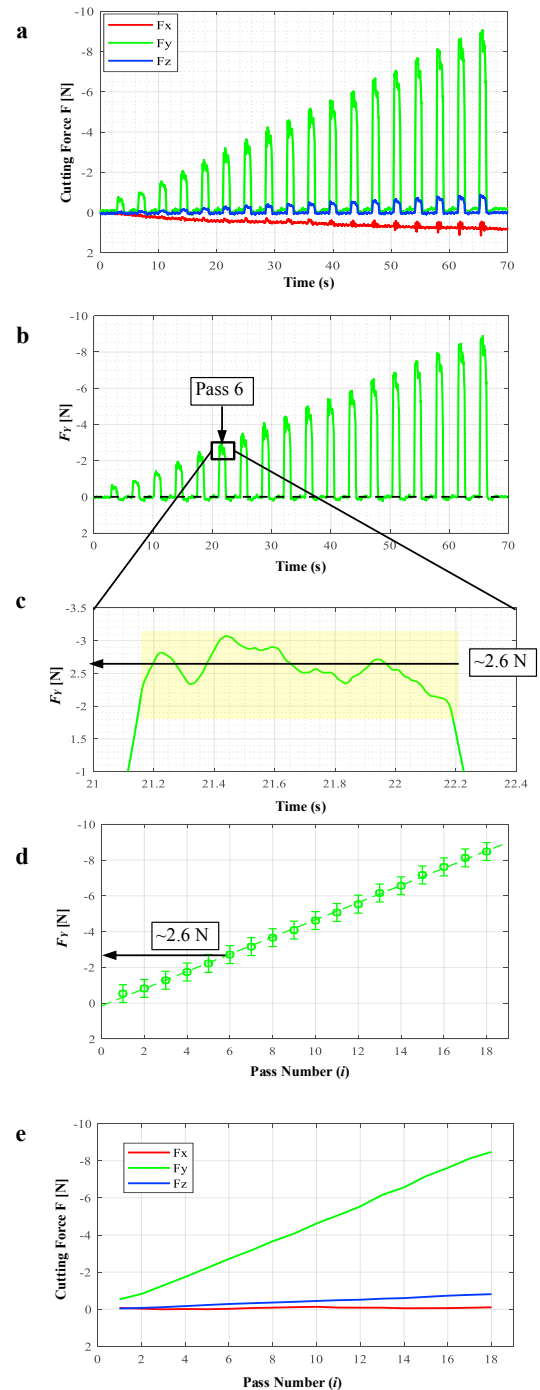 a
Fx
Fy
Fz
-10
-8
-6
-4
-2
0
2
Cutting Force F [N]
0 10 20 30 40 50 60 70
Time (s)
b
-10
-8
-6
-4
-2
0
2
FY [N]
Pass 6
0 10 20 30 40 50 60 70
Time (s)
c
-3.5
-3
2.5
-2
-1.5
-1
FY [N]
~2.6 N
21 21.2 21.4 21.6 21.8 22 22.2 22.4
Time (s)
d
-10
-8
-6
-4
-2
0
2
FY [N]
~2.6 N
0 2 4 6 8 10 12 14 16 18
Pass Number (i)
e
Fx
Fy
Fz
-10
-8
-6
-4
-2
0
2
Cutting Force F [N]
0 2 4 6 8 10 12 14 16 18
Pass Number (i)